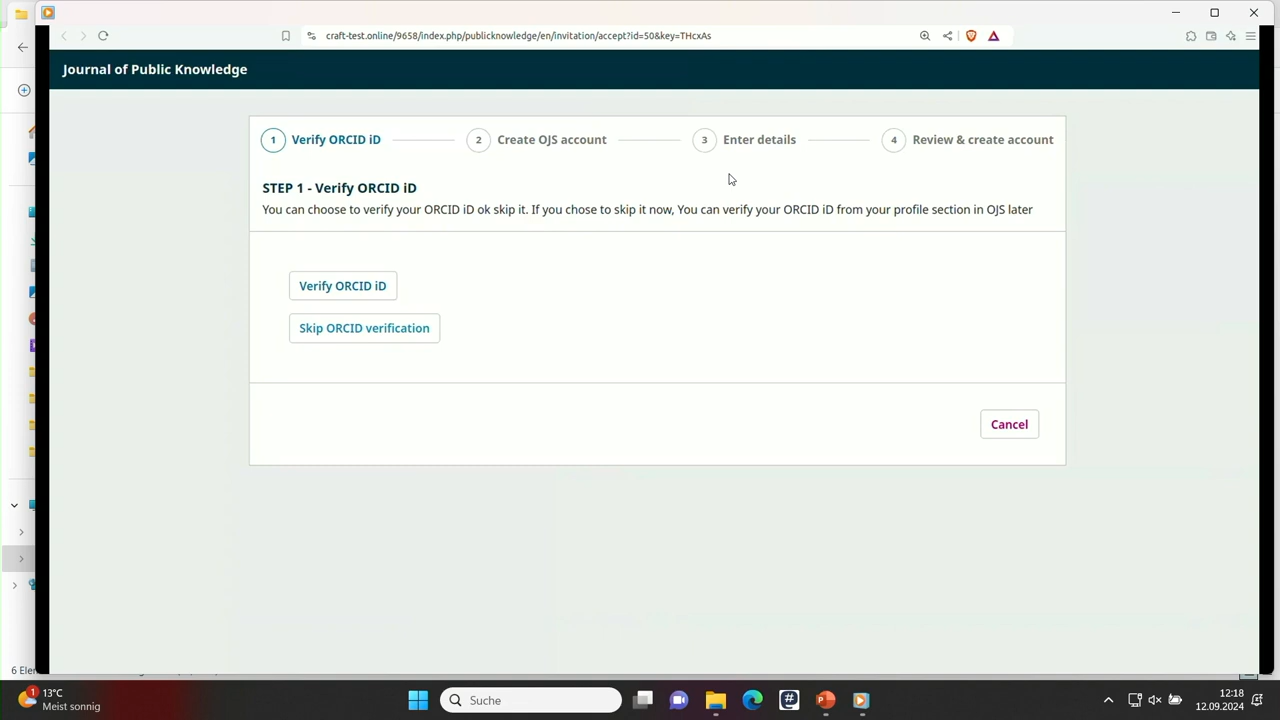 craft-test.online/9658/index.php/publicknowledge/en/invitation/accept?id=50&key=THcxAs
Journal of Public Knowledge
1 Verify ORCID iD
2 Create OJS account
3 Enter details
4 Review & create account
STEP 1 - Verify ORCID iD
You can choose to verify your ORCID iD ok skip it. If you chose to skip it now, You can verify your ORCID iD from your profile section in OJS later
Verify ORCID iD
Skip ORCID verification
Cancel
6 Eler
1
13°C
Meist sonnig
Suche
12:18
12.09.2024